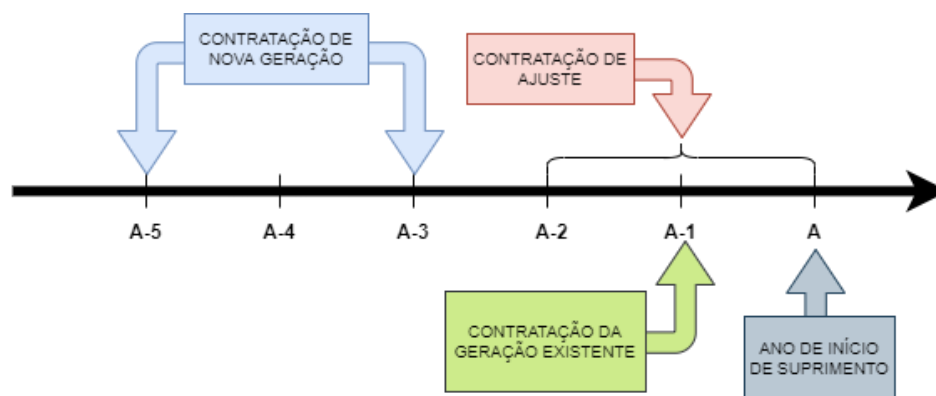 CONTRATAÇÃO DE
NOVA GERAÇÃO
CONTRATAÇÃO DE
AJUSTE
A-5
A-4
A-3
A-2
A-1
A
CONTRATAÇÃO DA
GERAÇÃO EXISTENTE
ANO DE INÍCIO
DE SUPRIMENTO